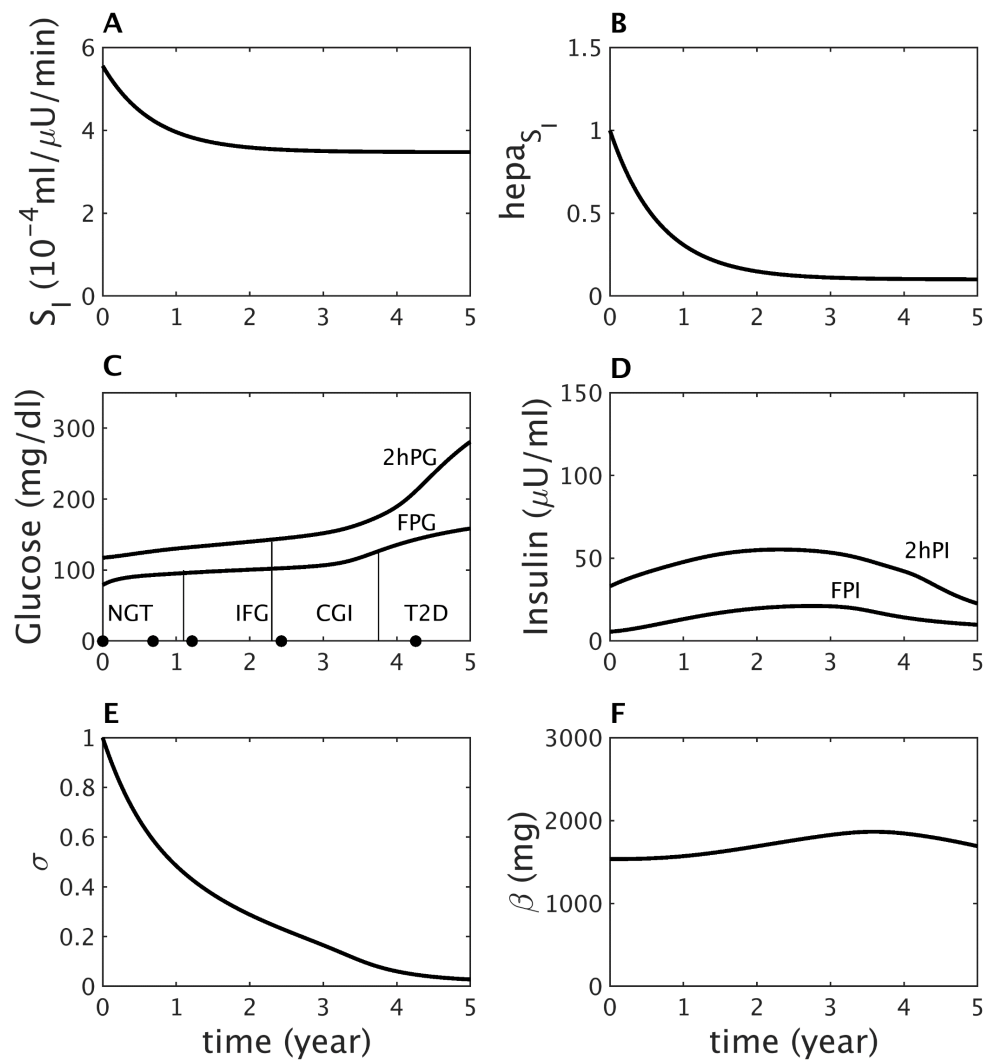 A
S_I (10^−4 ml/μU/min)
6
4
2
0
0 1 2 3 4 5
B
hepa_S_I
1.5
1
0.5
0
0 1 2 3 4 5
C
Glucose (mg/dl)
300
200
100
0
2hPG
FPG
NGT IFG CGI T2D
0 1 2 3 4 5
D
Insulin (μU/ml)
150
100
50
0
2hPI
FPI
0 1 2 3 4 5
E
σ
1
0.8
0.6
0.4
0.2
0
0 1 2 3 4 5
time (year)
F
β (mg)
3000
2000
1000
0
0 1 2 3 4 5
time (year)